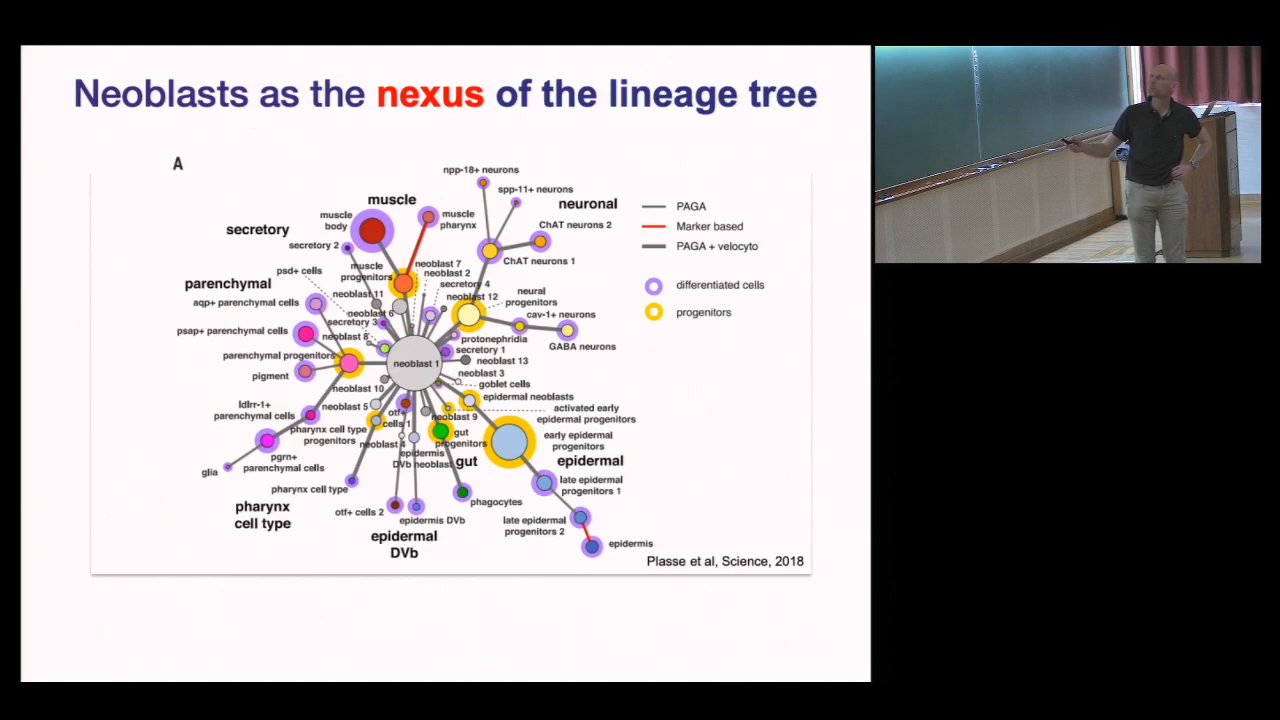 Neoblasts as the nexus of the lineage tree
A
npp-18+ neurons
spp-11+ neurons
muscle
neuronal
PAGA
muscle
body
muscle
pharynx
ChAT neurons 2
Marker based
secretory
secretory 2
PAGA + velocyto
ChAT neurons 1
psd+ cells
muscle
progenitors
neoblast 7
neoblast 2
secretory 4
parenchymal
differentiated cells
neoblast 11
neoblast 12
neural
progenitors
aqp+ parenchymal cells
progenitors
neoblast 6
secretory 3
cav-1+ neurons
psap+ parenchymal cells
neoblast 8
protonephridia
GABA neurons
secretory 1
parenchymal progenitors
neoblast 1
neoblast 13
pigment
neoblast 3
goblet cells
neoblast 10
epidermal neoblasts
ldlrr-1+
parenchymal cells
neoblast 5
otf+
cells 1
neoblast 9
activated early
epidermal progenitors
pharynx cell type
progenitors
neoblast 4
gut
progenitors
early epidermal
progenitors
epidermis
DVb neoblast
gut
epidermal
pgrn+
parenchymal cells
glia
late epidermal
progenitors 1
pharynx cell type
phagocytes
pharynx
cell type
otf+ cells 2
epidermis DVb
late epidermal
progenitors 2
epidermal
DVb
epidermis
Plasse et al, Science, 2018